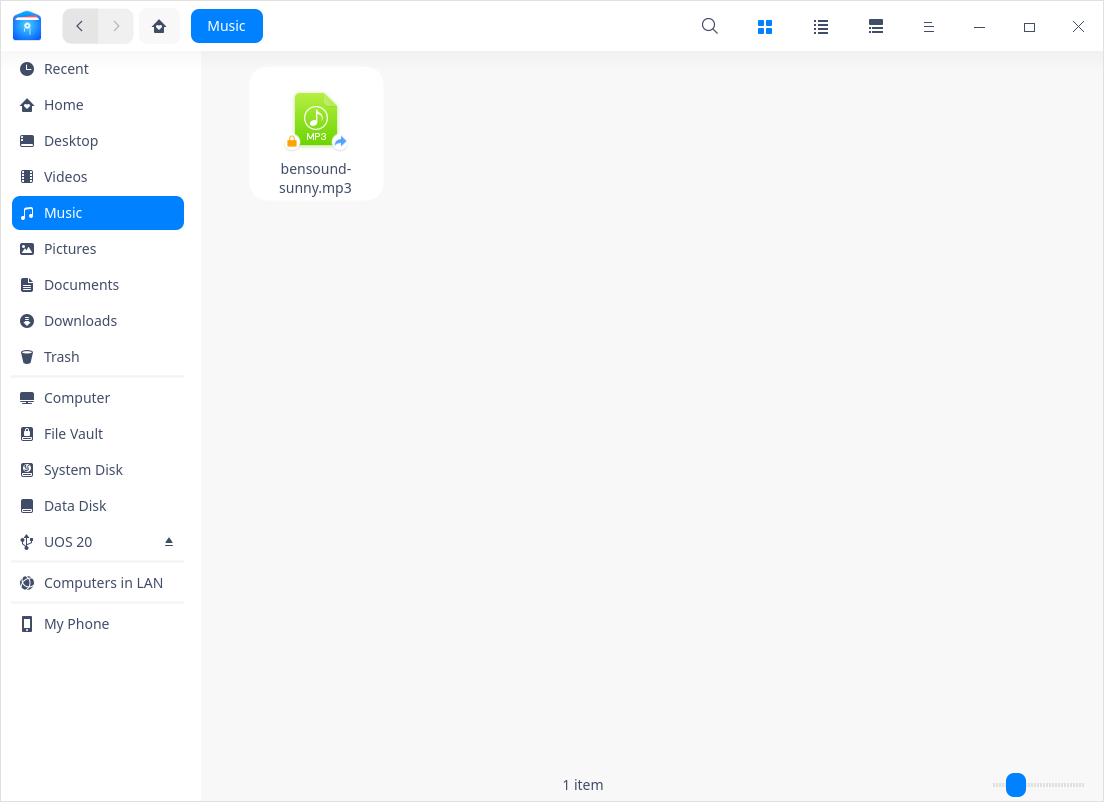 Music
Recent
Home
Desktop
Videos
Music
Pictures
Documents
Downloads
Trash
Computer
File Vault
System Disk
Data Disk
UOS 20
Computers in LAN
My Phone
MP3
bensound-
sunny.mp3
1 item